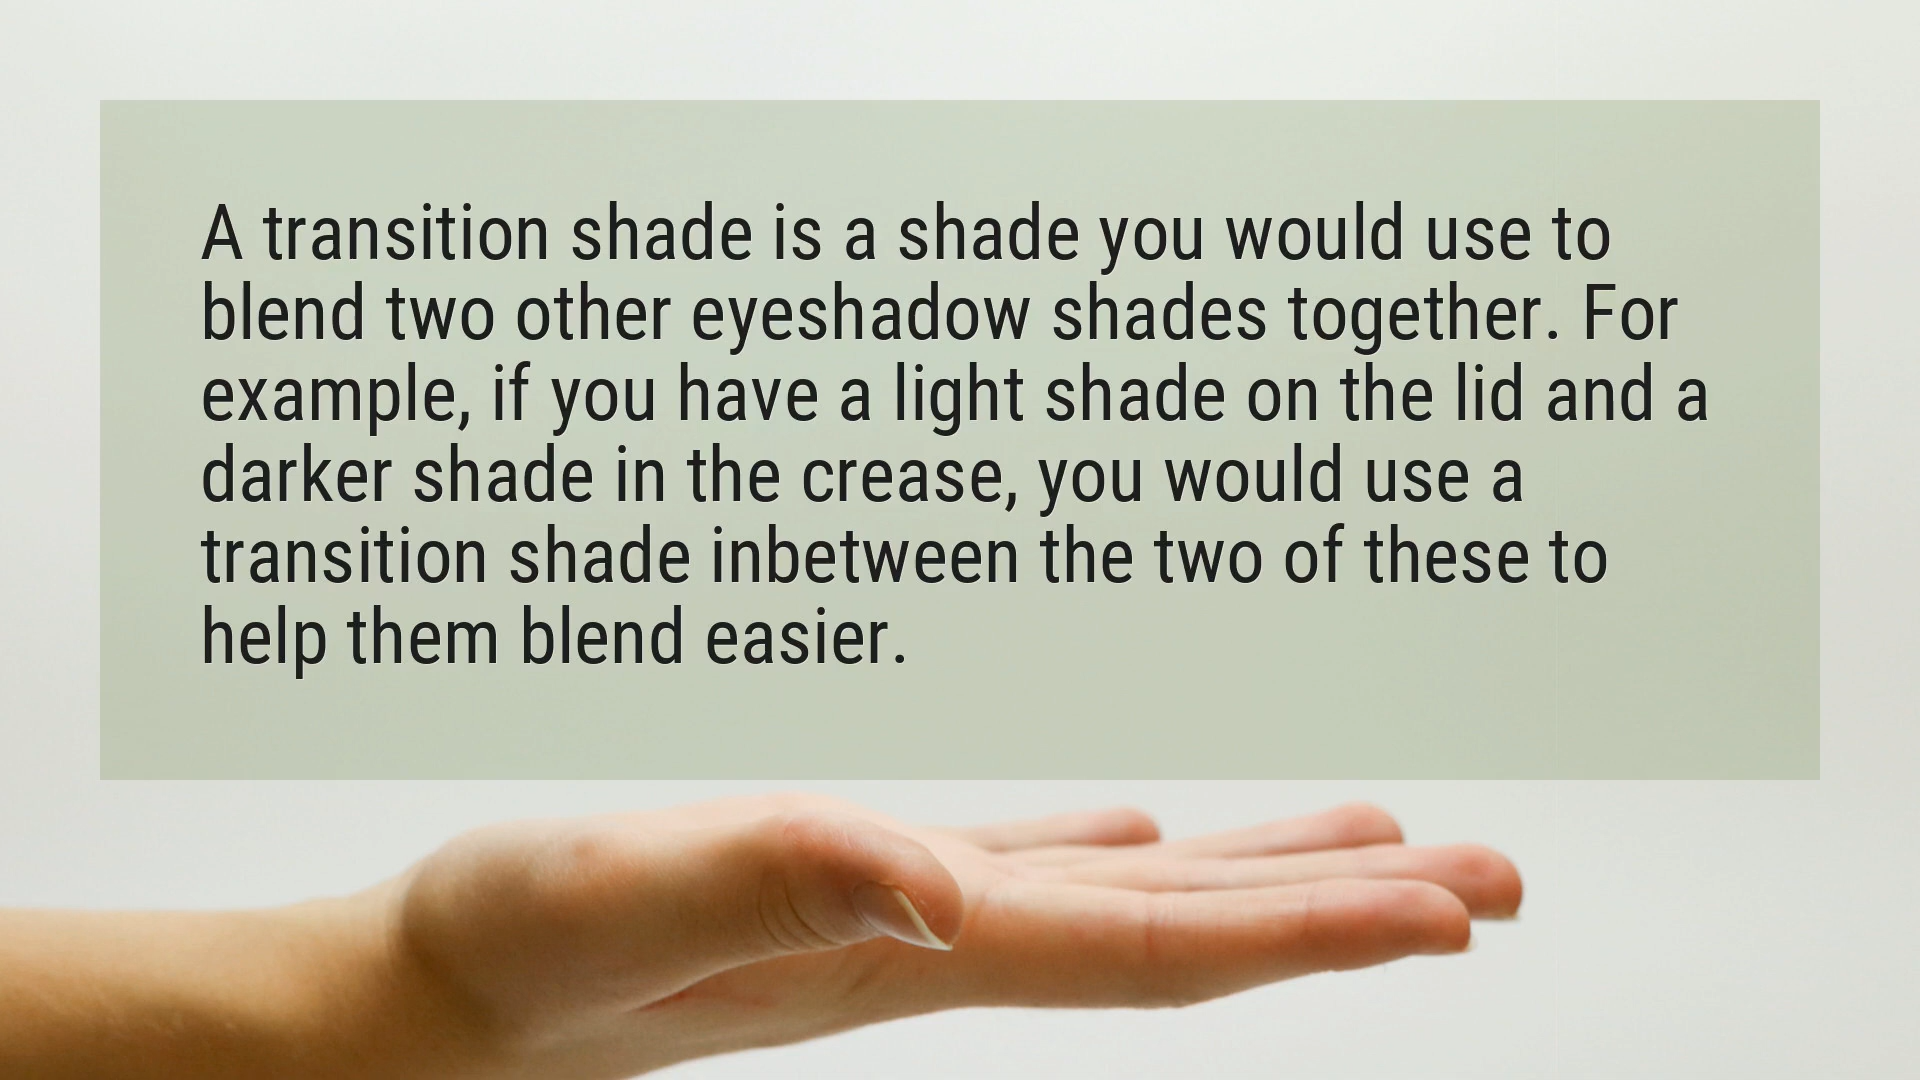 A transition shade is a shade you would use to
blend two other eyeshadow shades together. For
example, if you have a light shade on the lid and a
darker shade in the crease, you would use a
transition shade inbetween the two of these to
help them blend easier.